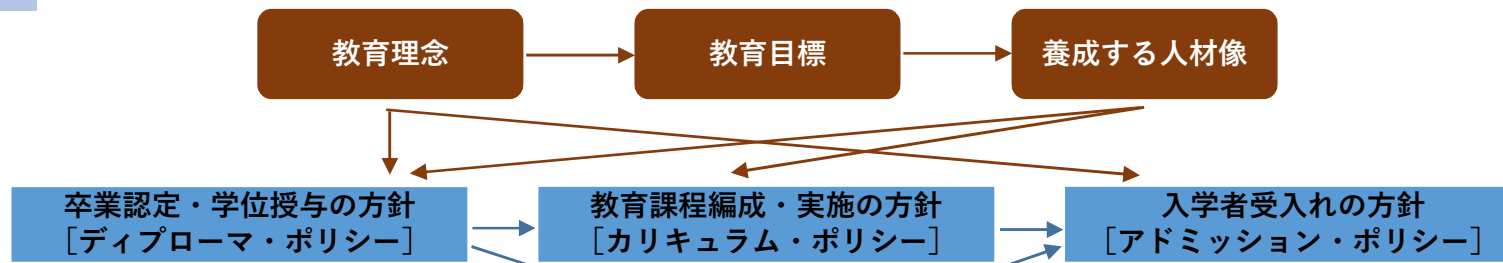 教育理念
教育目標
養成する人材像
卒業認定・学位授与の方針
［ディプローマ・ポリシー］
教育課程編成・実施の方針
［カリキュラム・ポリシー］
入学者受入れの方針
［アドミッション・ポリシー］